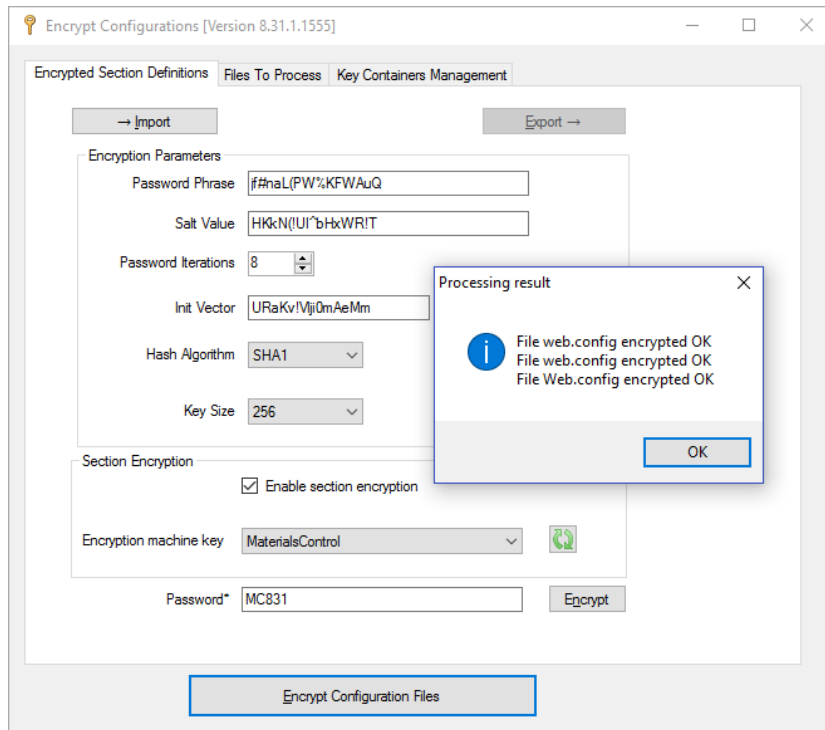 Encrypt Configurations [Version 8.31.1.1555]
Encrypted Section Definitions Files To Process Key Containers Management
→ Import Export →
Encryption Parameters
Password Phrase jf#naL(PW%KFWAuQ
Salt Value HKkN(!UI^bHxWR!T
Password Iterations 8
Init Vector
Hash Algorithm SHA1
Key Size 256
Processing result
File web.config encrypted OK
File web.config encrypted OK
File Web.config encrypted OK
OK
Section Encryption
Enable section encryption
Encryption machine key MaterialsControl
Password* MC831 Encrypt
Encrypt Configuration Files